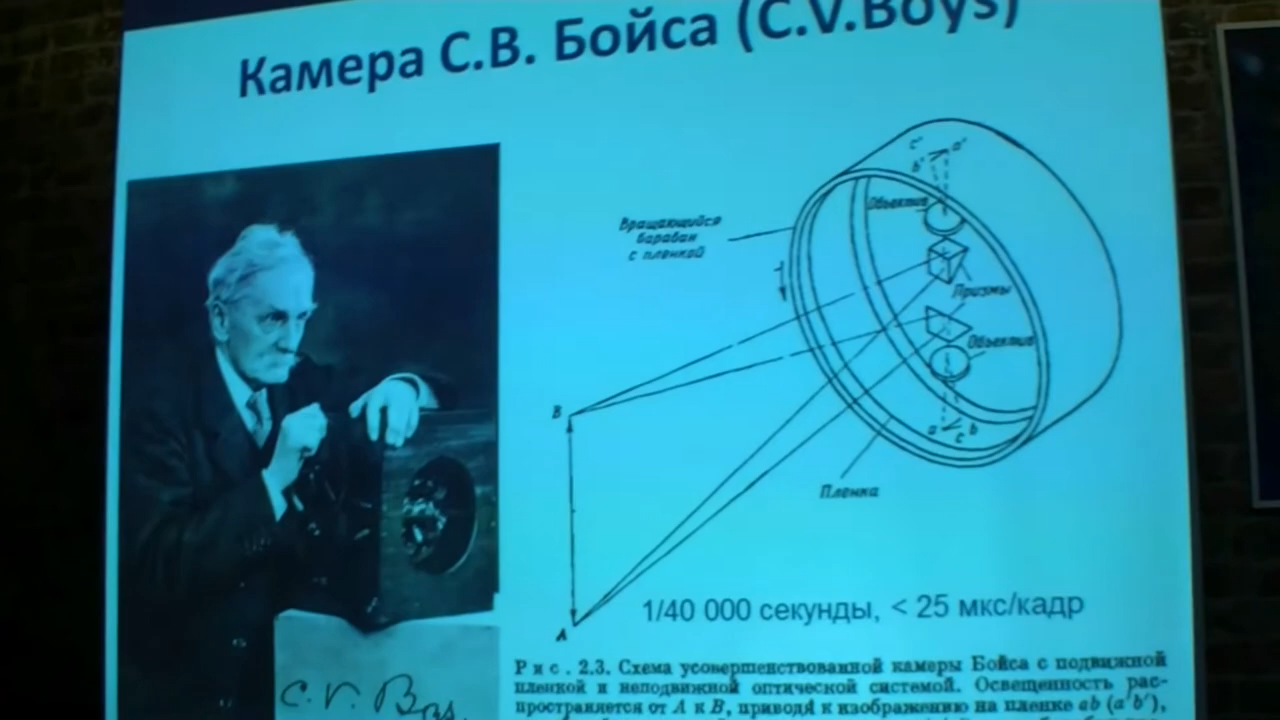 Камера С.В. Бойса (C.V.Boys)
c' a'
b'
Объектив
Вращающийся
барабан
с пленкой
Призмы
Объектив
B
a c b
Пленка
A
1/40 000 секунды, < 25 мкс/кадр
Рис. 2.3. Схема усовершенствованной камеры Бойса с подвижной
пленкой и неподвижной оптической системой. Освещенность рас-
пространяется от A к B, приводя к изображению на пленке ab (a'b'),
C.V. Boys.